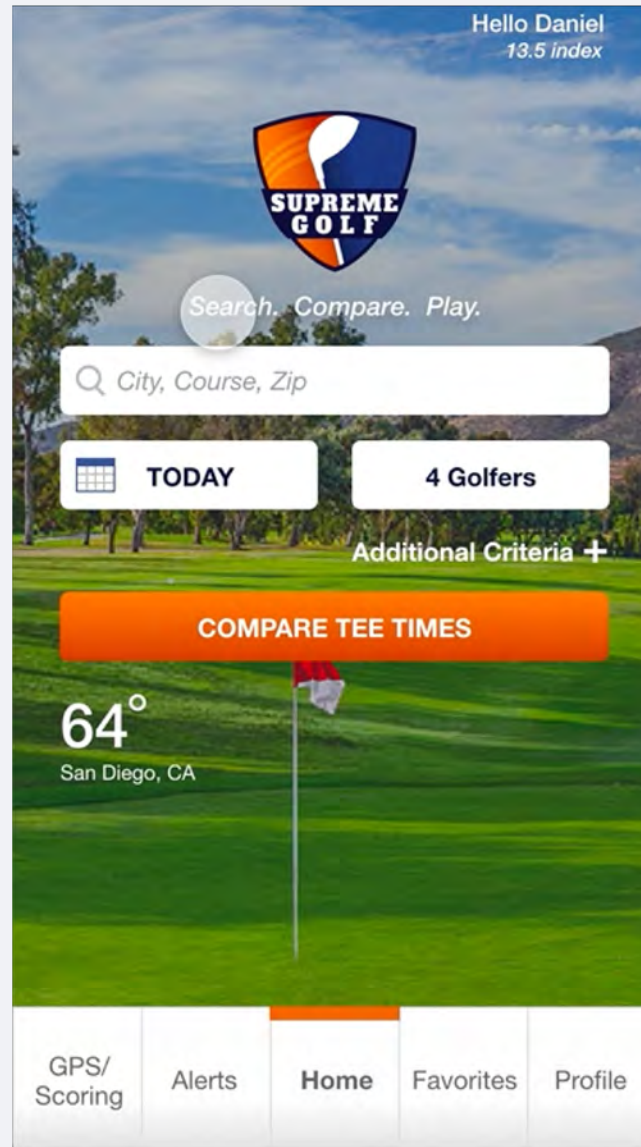 Hello Daniel
13.5 index
SUPREME
GOLF
Search. Compare. Play.
City, Course, Zip
TODAY
4 Golfers
Additional Criteria +
COMPARE TEE TIMES
64°
San Diego, CA
GPS/
Scoring
Alerts
Home
Favorites
Profile